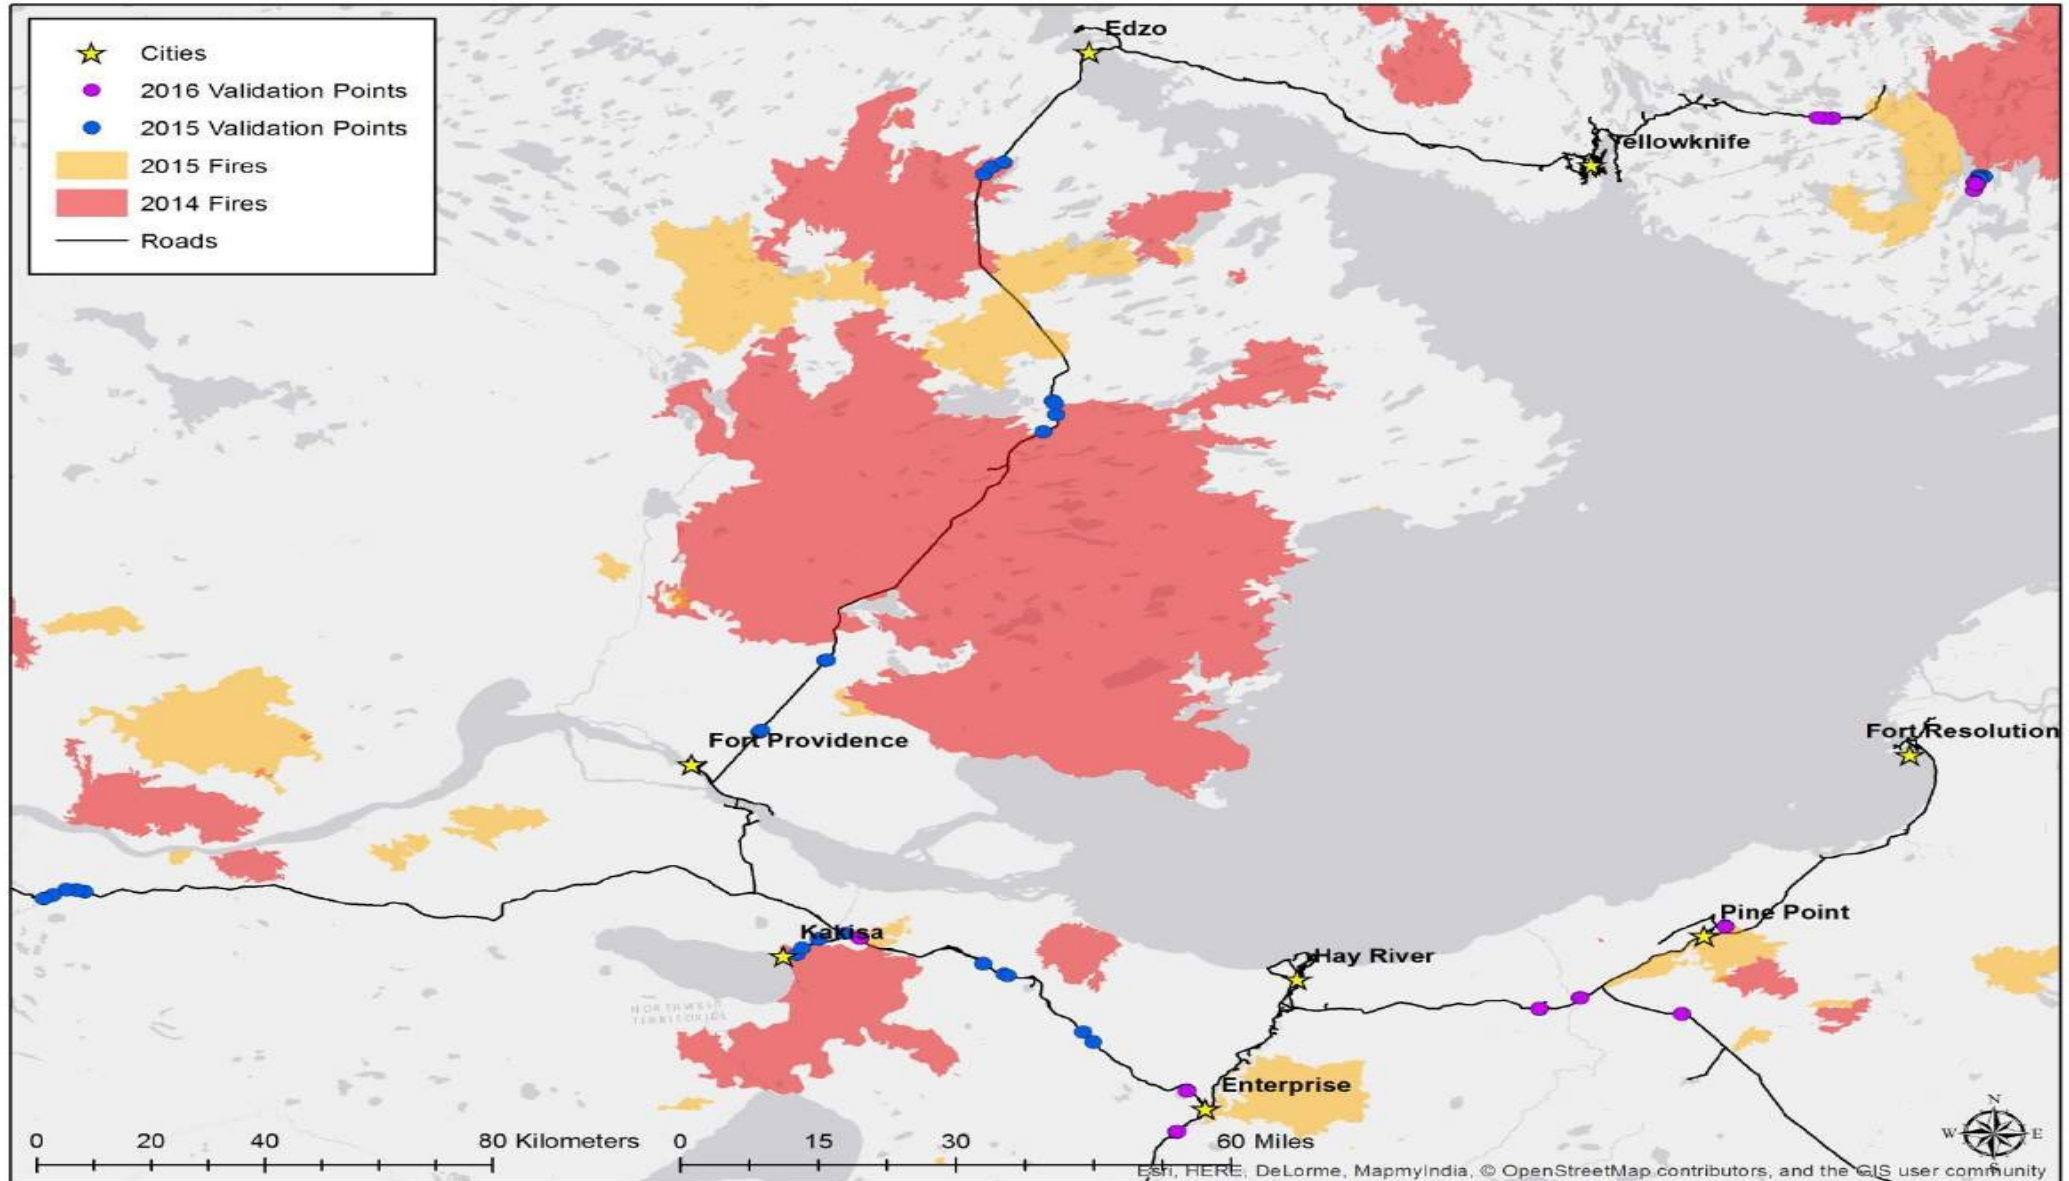 Cities
2016 Validation Points
2015 Validation Points
2015 Fires
2014 Fires
Roads
Edzo
Yellowknife
Fort Providence
Fort Resolution
Kakisa
Pine Point
Hay River
NORTHWEST
TERRITORIES
Enterprise
0 20 40 80 Kilometers
0 15 30 60 Miles
N
W E
S
Esri, HERE, DeLorme, MapmyIndia, © OpenStreetMap contributors, and the GIS user community